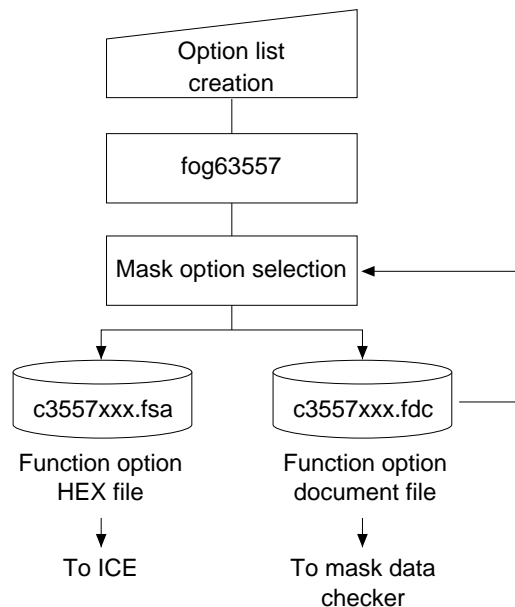 Option list
creation
fog63557
Mask option selection
c3557xxx.fsa
c3557xxx.fdc
Function option
HEX file
Function option
document file
To ICE
To mask data
checker